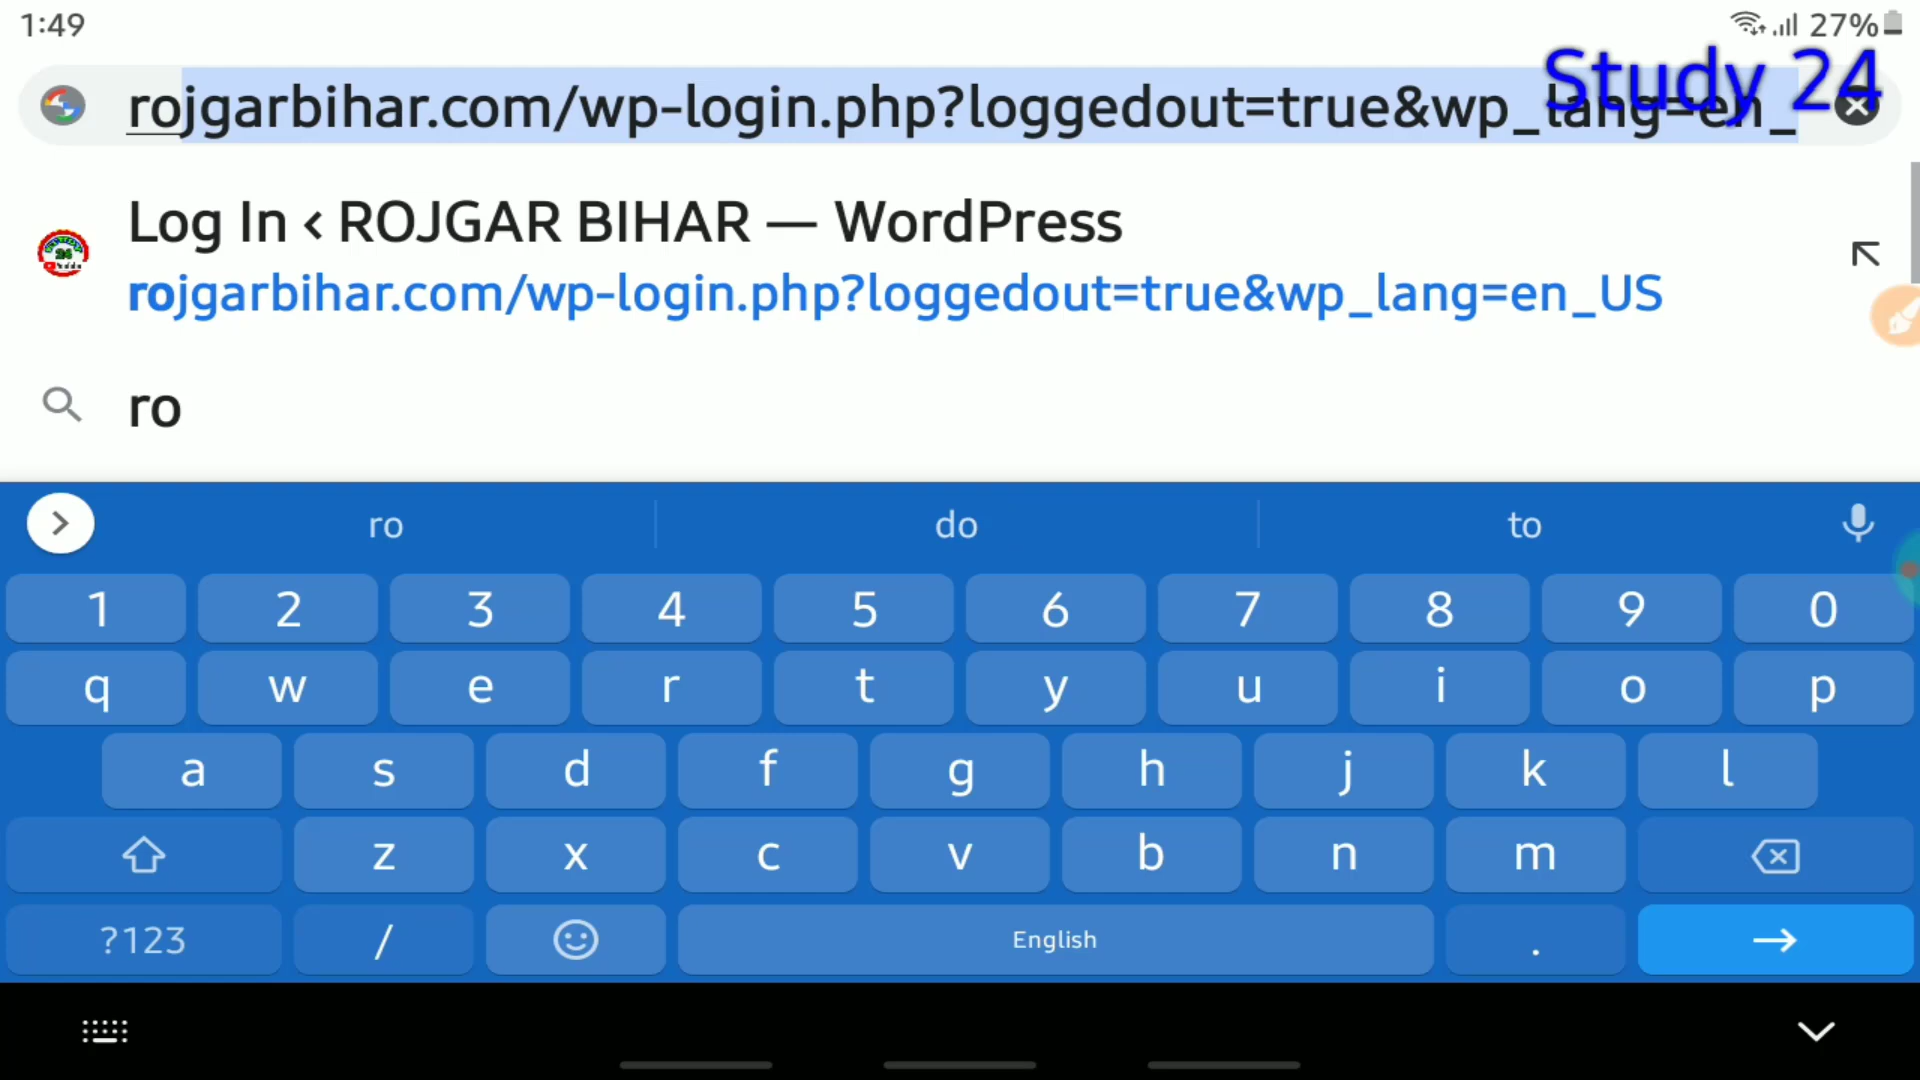 1:49
27%
Study 24
rojgarbihar.com/wp-login.php?loggedout=true&wp_lang=en_
Log In < ROJGAR BIHAR — WordPress
rojgarbihar.com/wp-login.php?loggedout=true&wp_lang=en_US
ro
ro do to
1 2 3 4 5 6 7 8 9 0
q w e r t y u i o p
a s d f g h j k l
z x c v b n m
?123 / English .